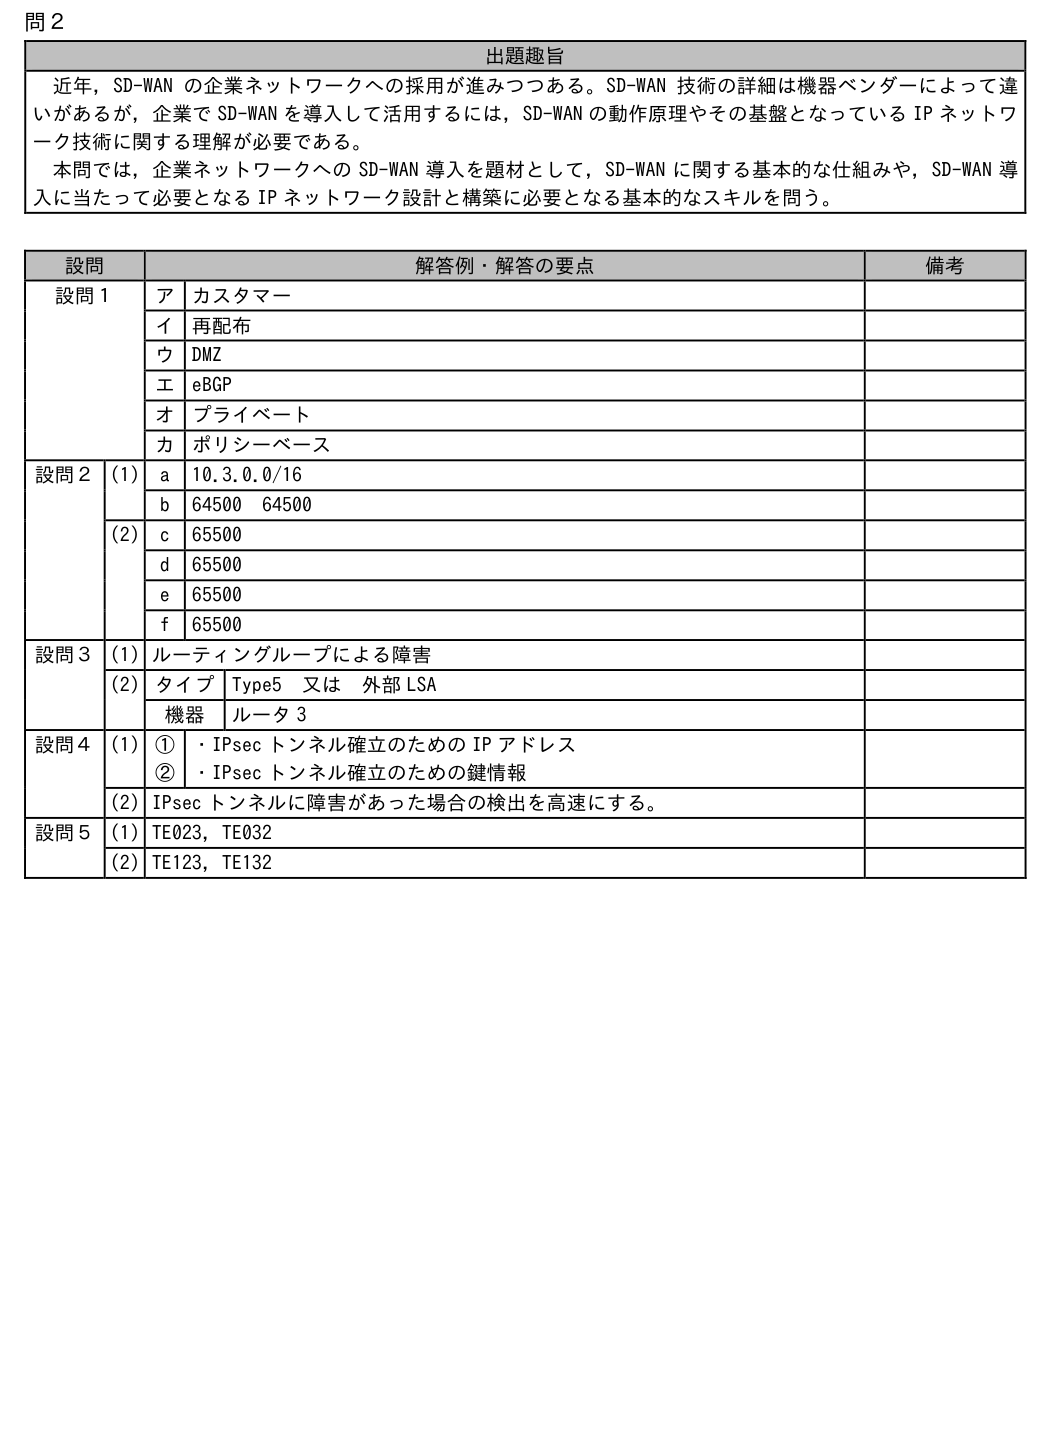 問２
出題趣旨
近年，SD-WAN の企業ネットワークへの採用が進みつつある。SD-WAN 技術の詳細は機器ベンダーによって違
いがあるが，企業で SD-WAN を導入して活用するには，SD-WAN の動作原理やその基盤となっている IP ネットワ
ーク技術に関する理解が必要である。
本問では，企業ネットワークへの SD-WAN 導入を題材として，SD-WAN に関する基本的な仕組みや，SD-WAN 導
入に当たって必要となる IP ネットワーク設計と構築に必要となる基本的なスキルを問う。
設問 解答例・解答の要点 備考
設問１ ア カスタマー
イ 再配布
ウ DMZ
エ eBGP
オ プライベート
カ ポリシーベース
設問２ (1) a 10.3.0.0/16
b 64500　64500
(2) c 65500
d 65500
e 65500
f 65500
設問３ (1) ルーティングループによる障害
(2) タイプ Type5　又は　外部 LSA
機器 ルータ 3
設問４ (1) ① ・IPsec トンネル確立のための IP アドレス
② ・IPsec トンネル確立のための鍵情報
(2) IPsec トンネルに障害があった場合の検出を高速にする。
設問５ (1) TE023，TE032
(2) TE123，TE132